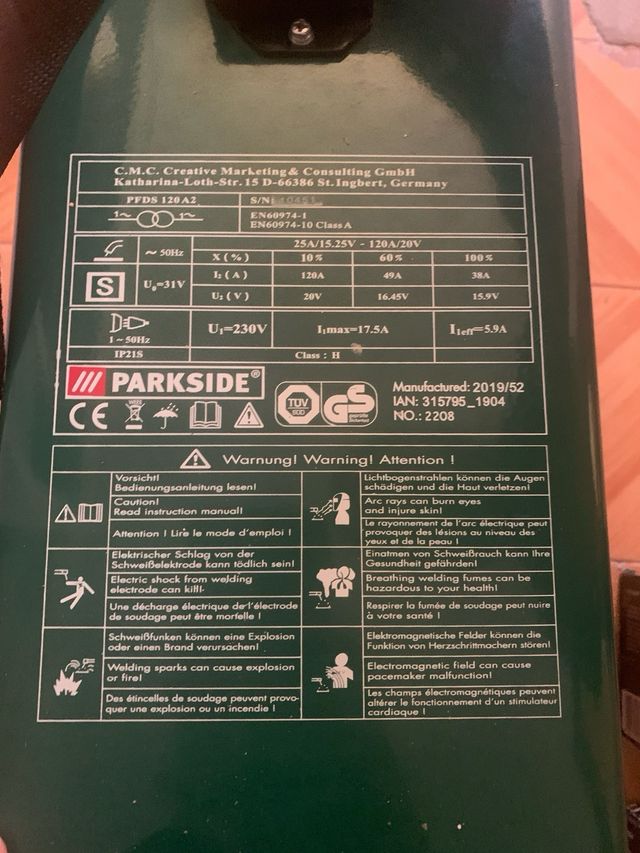 C.M.C. Creative Marketing & Consulting GmbH
Katharina-Loth-Str. 15 D-66386 St. Ingbert, Germany
PFDS 120A2 S/N:
1~ 1~ EN60974-1
EN60974-10 Class A
~ 50Hz 25A/15.25V - 120A/20V
X (%) 10% 60% 100%
S U₀=31V I₂ (A) 120A 49A 38A
U₂ (V) 20V 16.45V 15.9V
1~50Hz U₁=230V I₁max=17.5A I₁eff=5.9A
IP21S Class : H
PARKSIDE®
CE WEEE TÜV SÜD GS geprüfte Sicherheit
Manufactured: 2019/52
IAN: 315795_1904
NO.: 2208
Warnung! Warning! Attention !
Vorsicht!
Bedienungsanleitung lesen!
Caution!
Read instruction manual!
Attention ! Lire le mode d'emploi !
Lichtbogenstrahlen können die Augen
schädigen und die Haut verletzen!
Arc rays can burn eyes
and injure skin!
Le rayonnement de l'arc électrique peut
provoquer des lésions au niveau des
yeux et de la peau !
Elektrischer Schlag von der
Schweißelektrode kann tödlich sein!
Electric shock from welding
electrode can kill!
Une décharge électrique de l'électrode
de soudage peut être mortelle !
Einatmen von Schweißrauch kann Ihre
Gesundheit gefährden!
Breathing welding fumes can be
hazardous to your health!
Respirer la fumée de soudage peut nuire
à votre santé !
Schweißfunken können eine Explosion
oder einen Brand verursachen!
Welding sparks can cause explosion
or fire!
Des étincelles de soudage peuvent provo-
quer une explosion ou un incendie !
Elektromagnetische Felder können die
Funktion von Herzschrittmachern stören!
Electromagnetic field can cause
pacemaker malfunction!
Les champs électromagnétiques peuvent
altérer le fonctionnement d'un stimulateur
cardiaque !